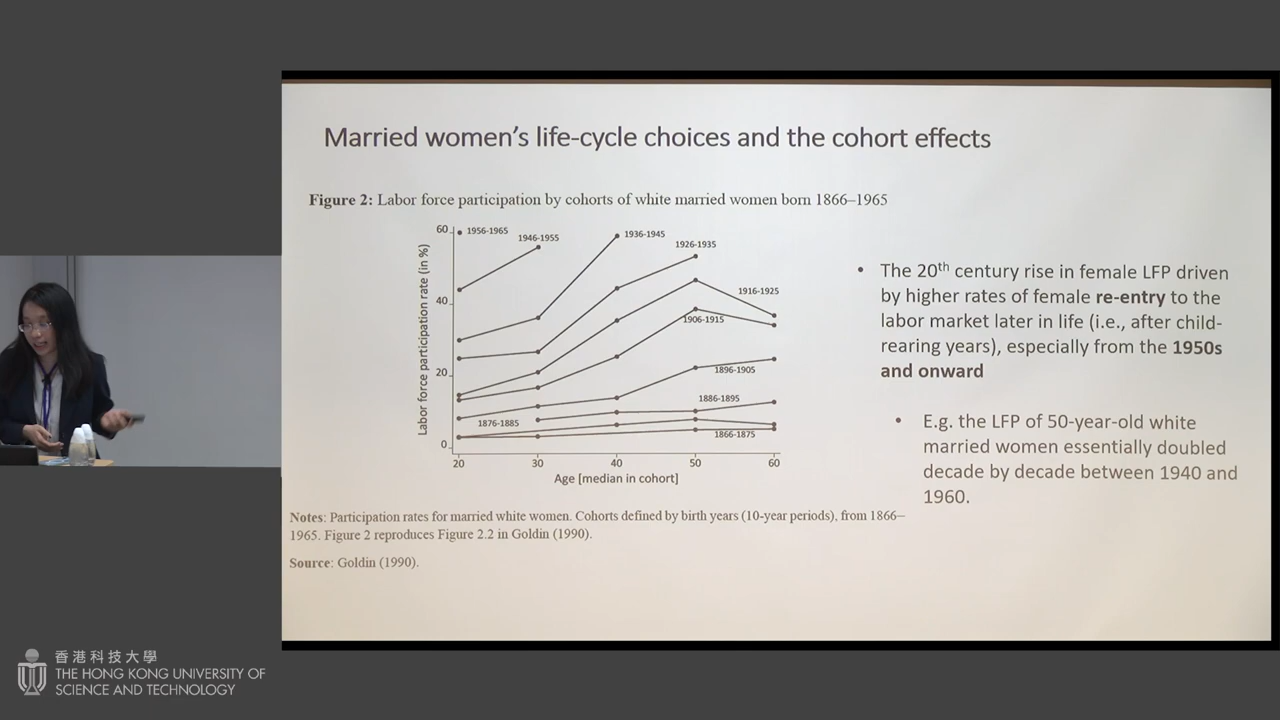 Married women's life-cycle choices and the cohort effects
Figure 2: Labor force participation by cohorts of white married women born 1866–1965
Labor force participation rate (in %)
60
40
20
0
1956-1965
1946-1955
1936-1945
1926-1935
1916-1925
1906-1915
1896-1905
1886-1895
1876-1885
1866-1875
20 30 40 50 60
Age [median in cohort]
Notes: Participation rates for married white women. Cohorts defined by birth years (10-year periods), from 1866–
1965. Figure 2 reproduces Figure 2.2 in Goldin (1990).
Source: Goldin (1990).
• The 20th century rise in female LFP driven
by higher rates of female re-entry to the
labor market later in life (i.e., after child-
rearing years), especially from the 1950s
and onward
• E.g. the LFP of 50-year-old white
married women essentially doubled
decade by decade between 1940 and
1960.
香港科技大學
THE HONG KONG UNIVERSITY OF
SCIENCE AND TECHNOLOGY